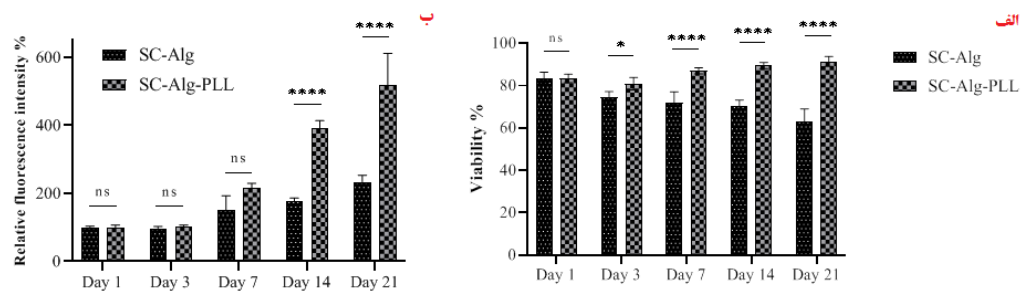 ب
Relative fluorescence intensity %
600
400
200
0
SC-Alg
SC-Alg-PLL
ns
ns
ns
****
****
Day 1 Day 3 Day 7 Day 14 Day 21
الف
Viability %
100
80
60
40
20
0
ns
*
****
****
****
Day 1 Day 3 Day 7 Day 14 Day 21
SC-Alg
SC-Alg-PLL